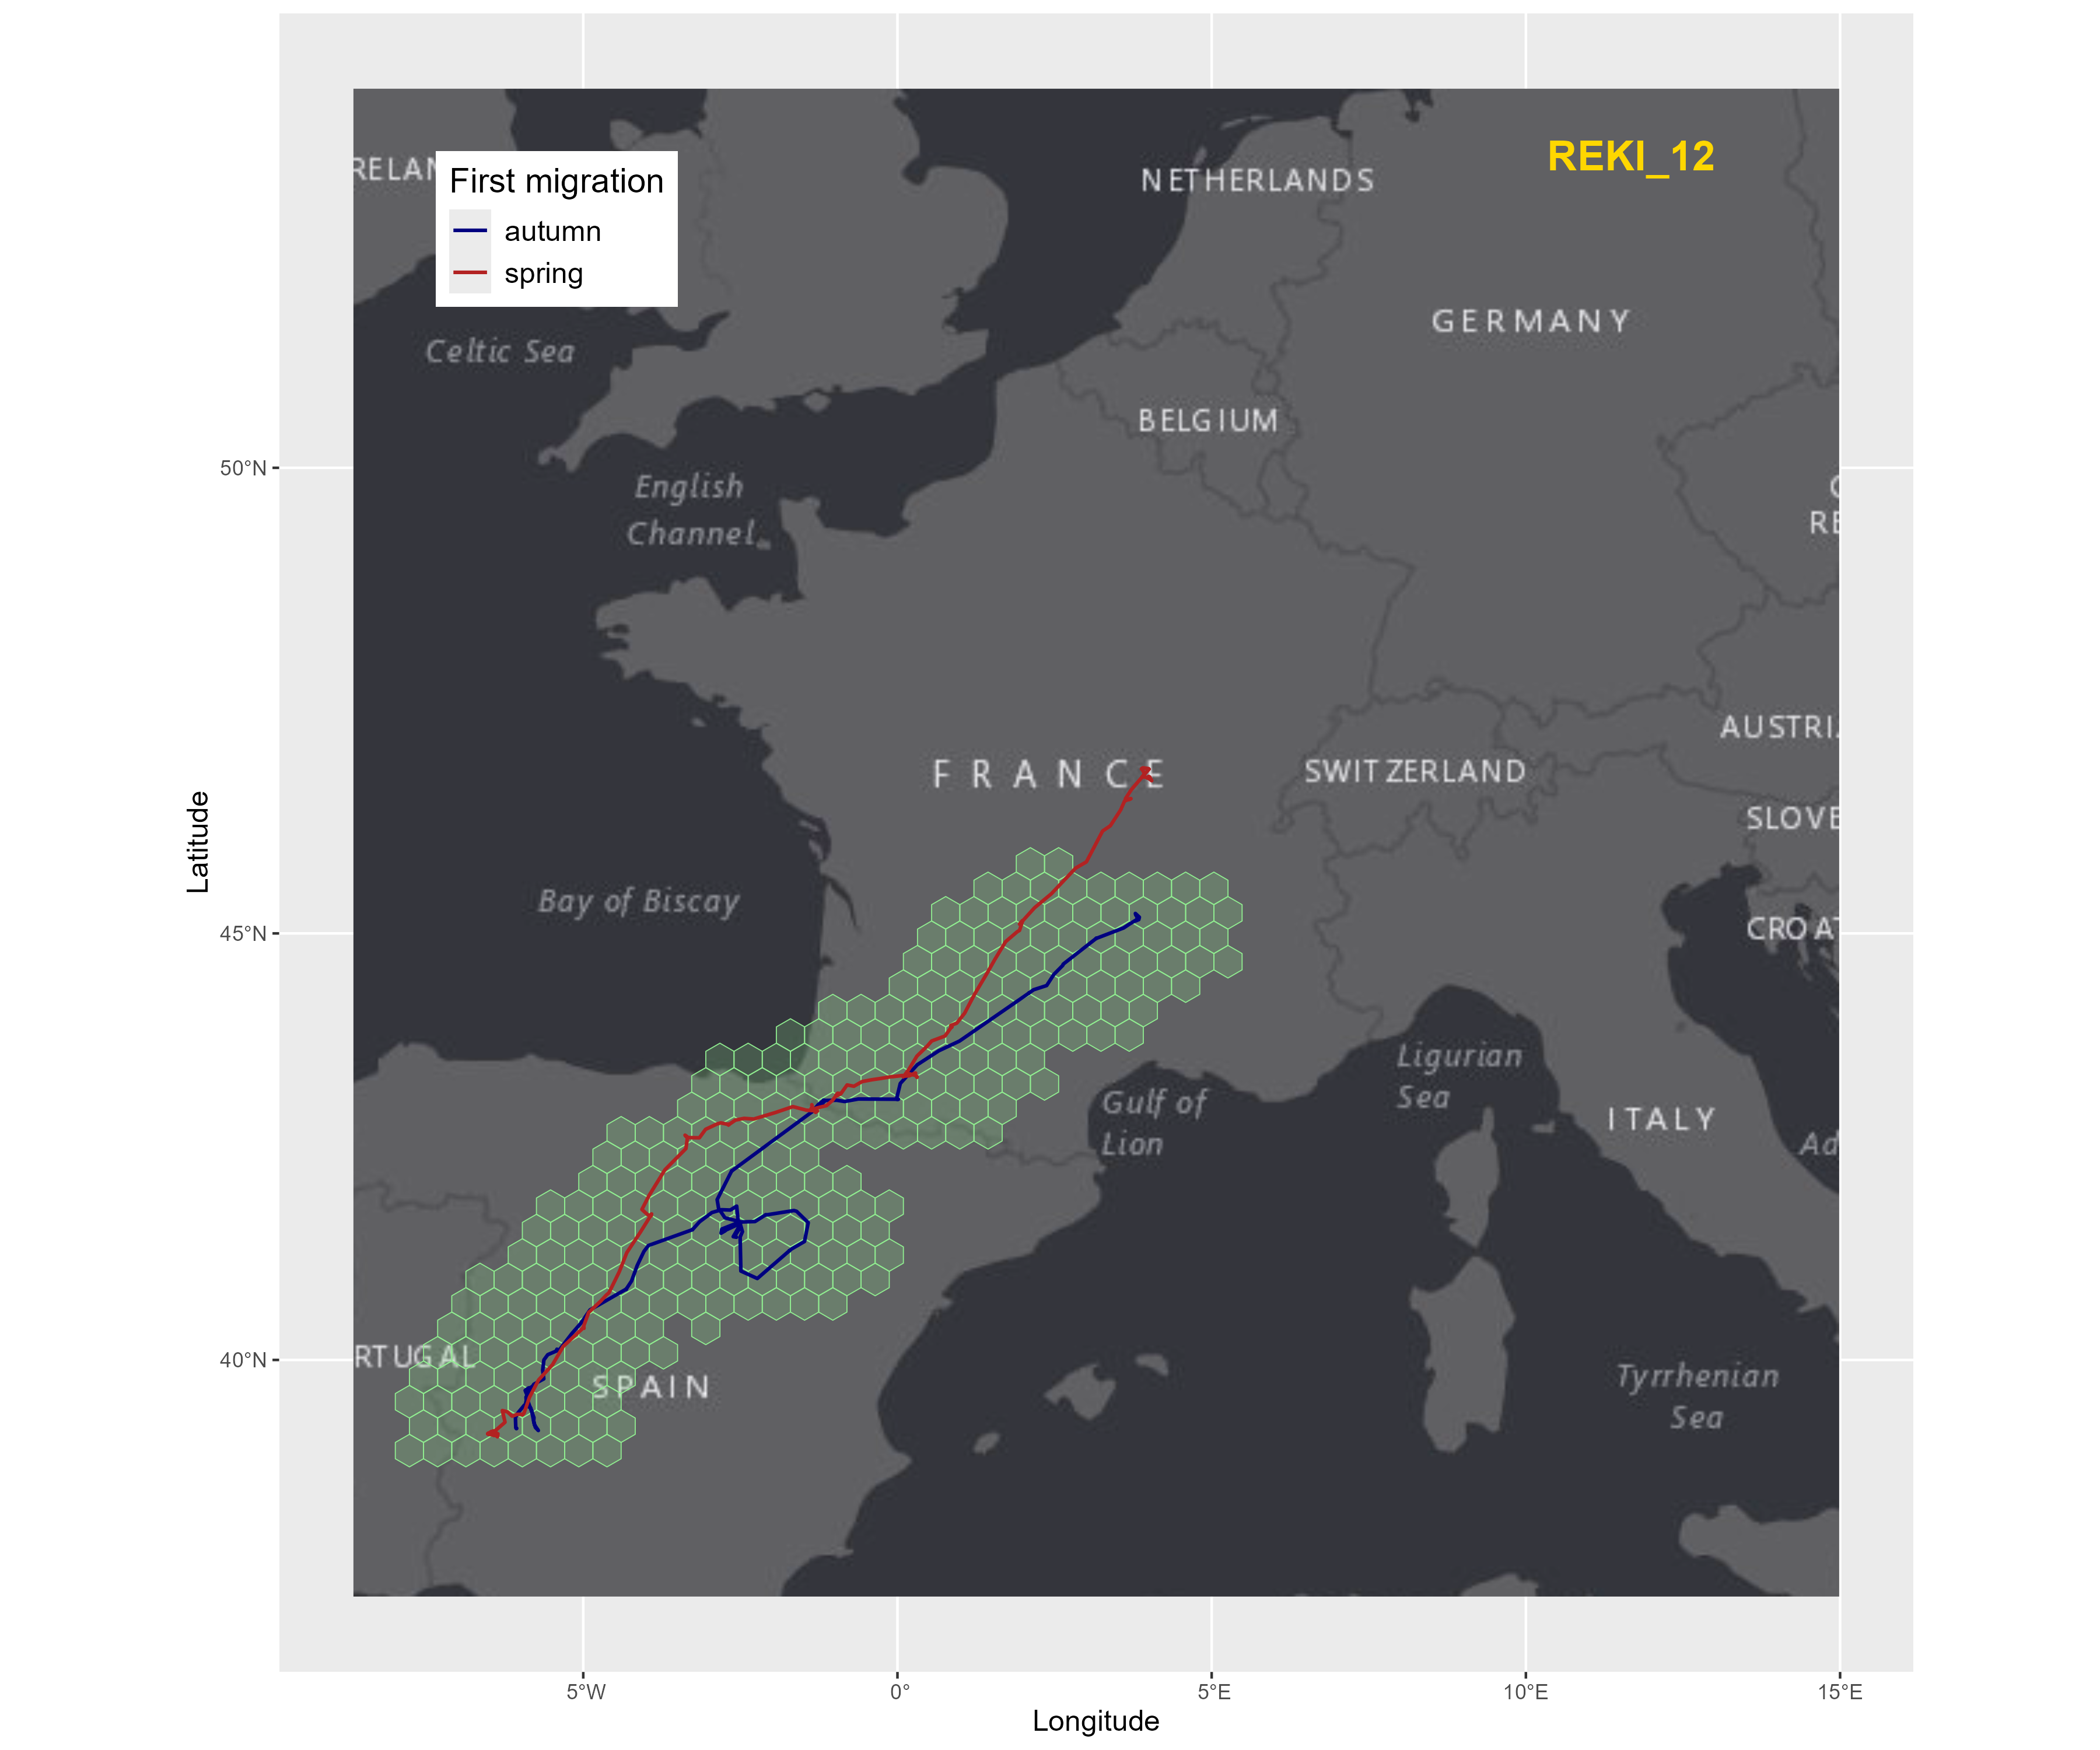 REKI_12
RELAN
First migration
autumn
spring
NETHERLANDS
GERMANY
Celtic Sea
BELGIUM
English
Channel
C
RE
FRANCE
SWITZERLAND
AUSTRI
SLOVE
Bay of Biscay
CROAT
Ligurian
Sea
Gulf of
Lion
ITALY
Ad
RTUGAL
SPAIN
Tyrrhenian
Sea
50°N
45°N
40°N
Latitude
5°W
0°
5°E
10°E
15°E
Longitude